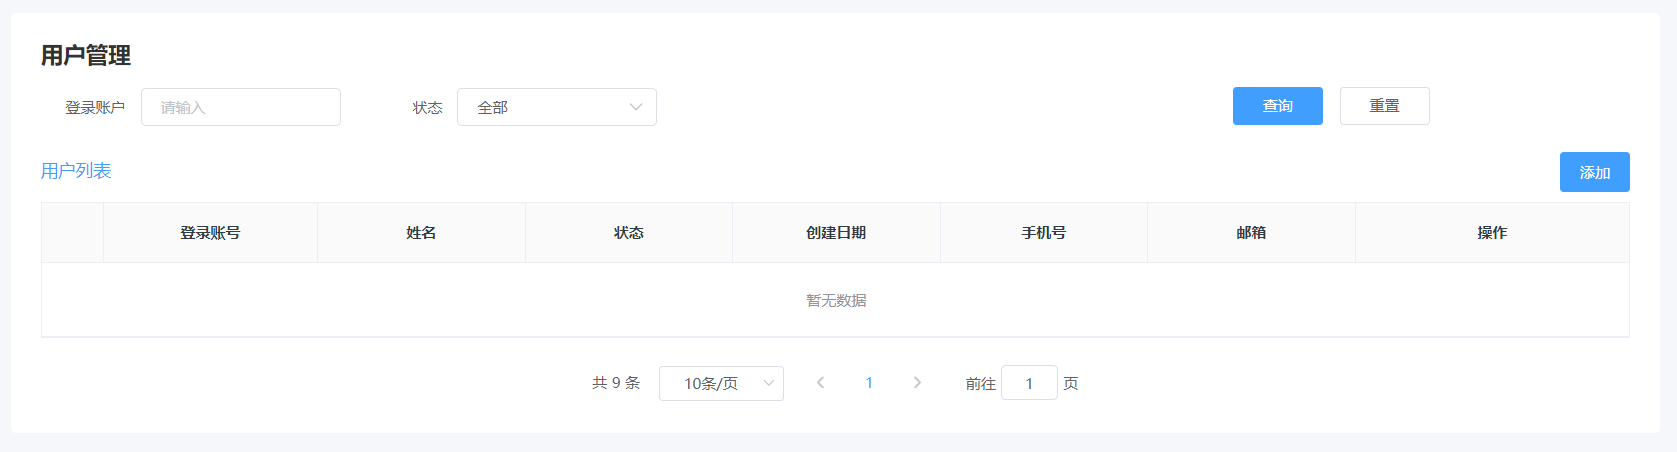 用户管理
登录账户 请输入 状态 全部 查询 重置
用户列表 添加
登录账号 姓名 状态 创建日期 手机号 邮箱 操作
暂无数据
共 9 条 10条/页 1 前往 1 页